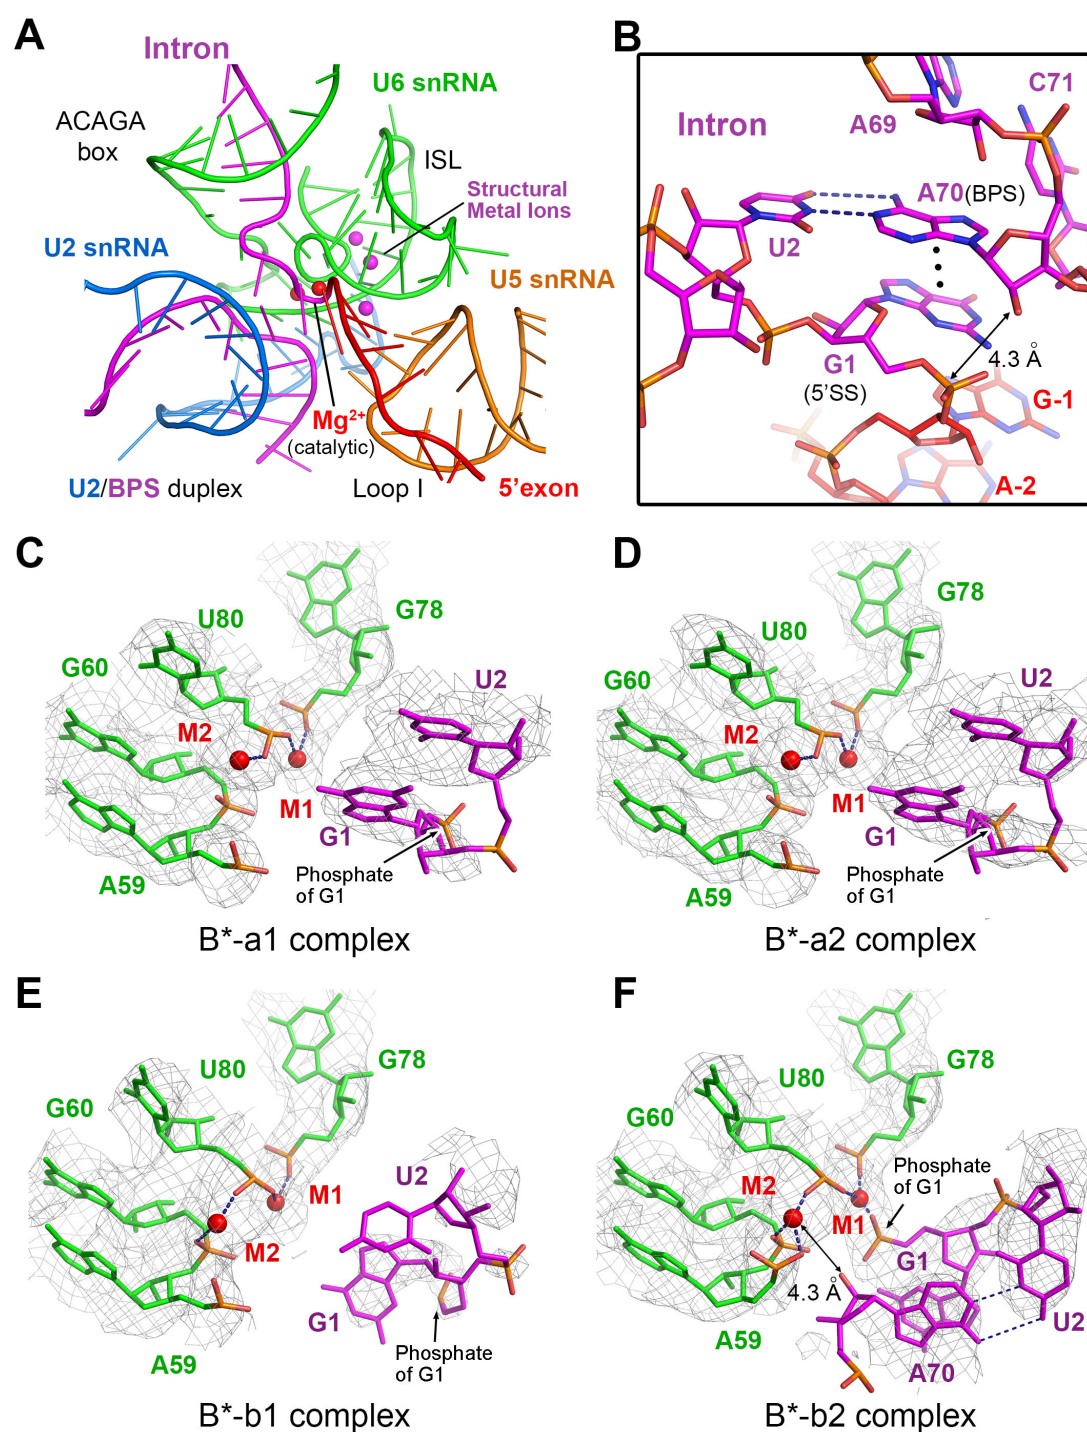 A
Intron
U6 snRNA
ACAGA
box
ISL
Structural
Metal Ions
U2 snRNA
U5 snRNA
Mg²⁺
(catalytic)
U2/BPS duplex
Loop I
5’exon
B
C71
A69
Intron
A70(BPS)
U2
G1
(5’SS)
4.3 Å
G-1
A-2
C
G78
U80
G60
U2
M2
M1
G1
Phosphate
of G1
A59
B*-a1 complex
D
G78
U80
G60
U2
M2
M1
G1
Phosphate
of G1
A59
B*-a2 complex
E
G78
U80
G60
U2
M1
M2
G1
Phosphate
of G1
A59
B*-b1 complex
F
G78
U80
G60
Phosphate
of G1
M2
M1
G1
4.3 Å
U2
A59
A70
B*-b2 complex